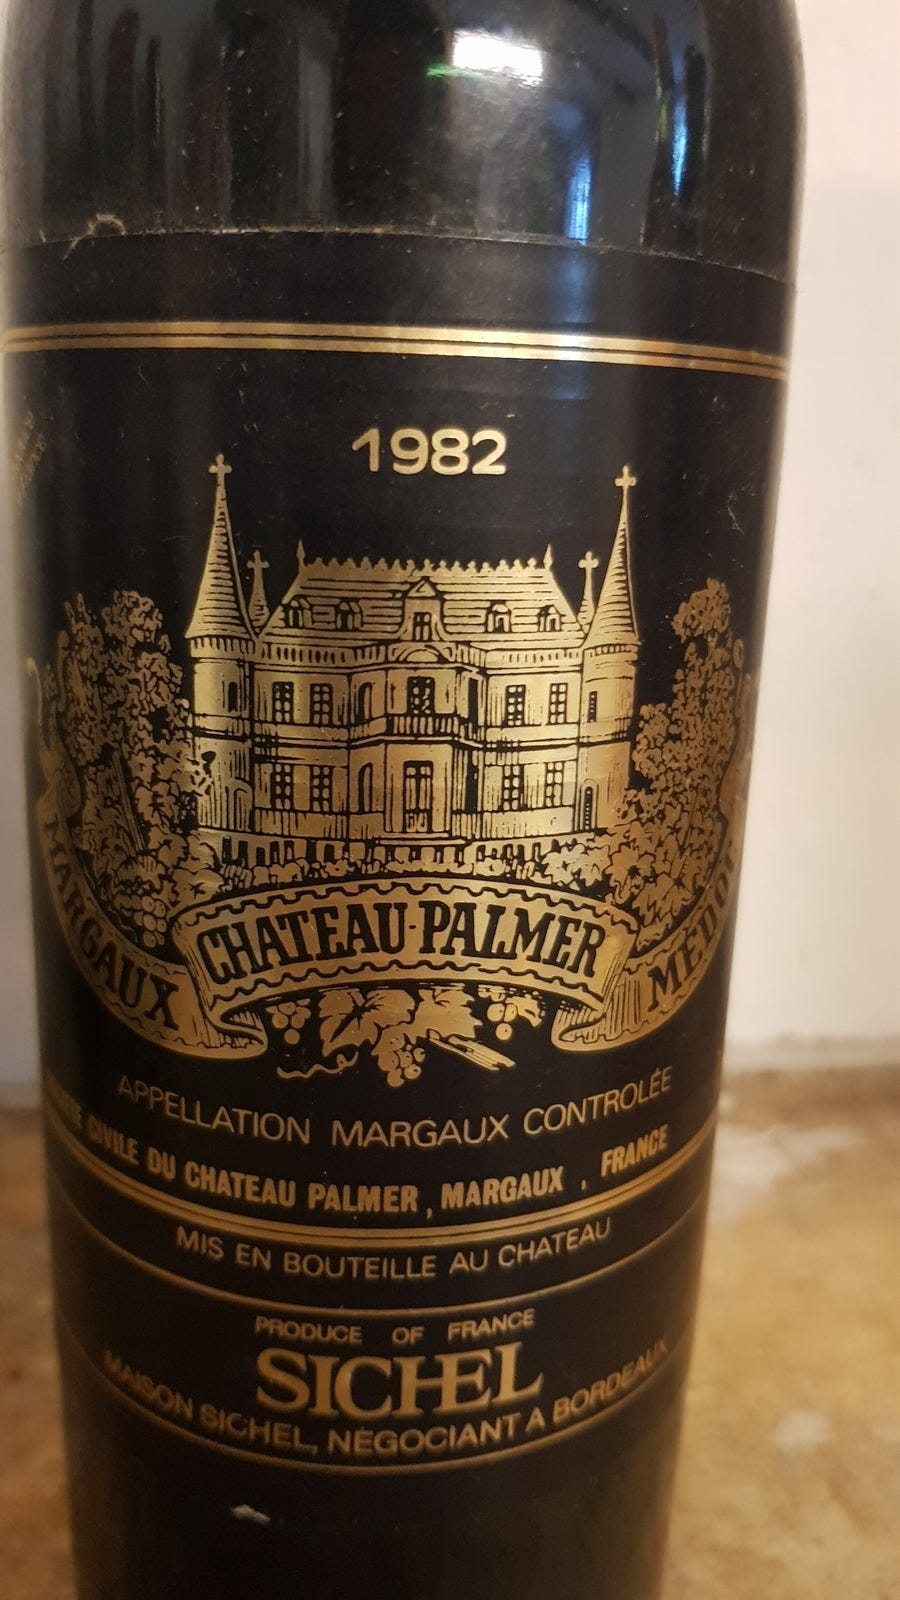 1982
MARGAUX
CHATEAU-PALMER
MÉDOC
APPELLATION MARGAUX CONTROLÉE
CIVILE DU CHATEAU PALMER, MARGAUX, FRANCE
MIS EN BOUTEILLE AU CHATEAU
PRODUCE OF FRANCE
SICHEL
MAISON SICHEL, NÉGOCIANT A BORDEAUX